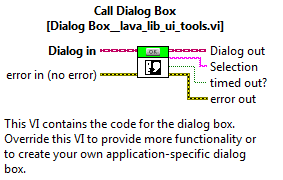 Call Dialog Box
[Dialog Box__lava_lib_ui_tools.vi]
Dialog in
Dialog out
OK
Selection
error in (no error)
timed out?
error out
This VI contains the code for the dialog box.
Override this VI to provide more functionality or
to create your own application-specific dialog
box.